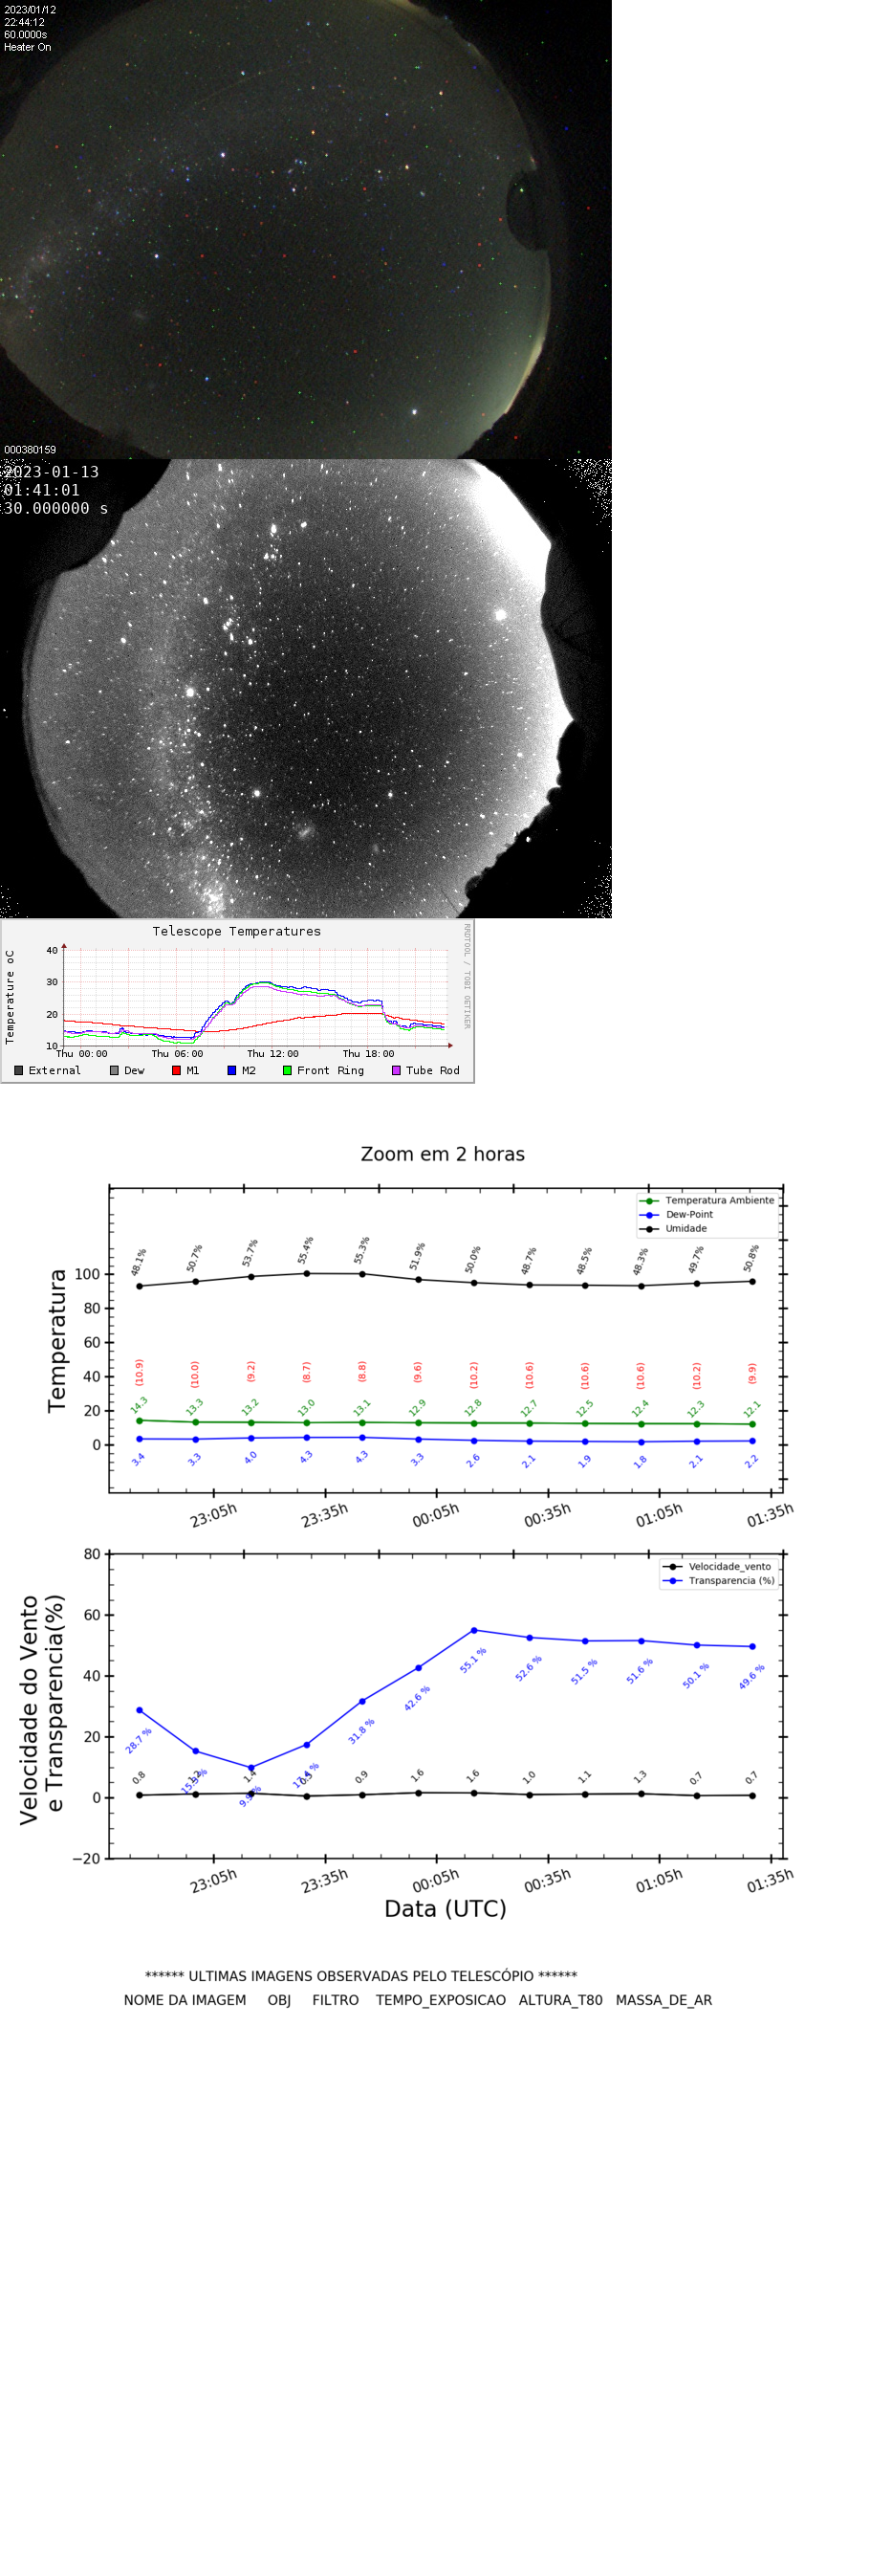 2023/01/12
22:44:12
60.0000s
Heater On
000380159
2023-01-13
01:41:01
30.000000 s
Telescope Temperatures
RRDTOOL / TOBI OETIKER
Temperature oC
40
30
20
10
Thu 00:00 Thu 06:00 Thu 12:00 Thu 18:00
External Dew M1 M2 Front Ring Tube Rod
Zoom em 2 horas
Temperatura Ambiente
Dew-Point
Umidade
Temperatura
100
80
60
40
20
0
48.1% 50.7% 53.7% 55.4% 55.3% 51.9% 50.0% 48.7% 48.5% 48.3% 49.7% 50.8%
(10.9) (10.0) (9.2) (8.7) (8.8) (9.6) (10.2) (10.6) (10.6) (10.6) (10.2) (9.9)
14.3 13.3 13.2 13.0 13.1 12.9 12.8 12.7 12.5 12.4 12.3 12.1
3.4 3.3 4.0 4.3 4.3 3.3 2.6 2.1 1.9 1.8 2.1 2.2
23:05h 23:35h 00:05h 00:35h 01:05h 01:35h
Velocidade_vento
Transparencia (%)
Velocidade do Vento
e Transparencia(%)
80
60
40
20
0
−20
28.7 % 31.8 % 42.6 % 55.1 % 52.6 % 51.5 % 51.6 % 50.1 % 49.6 %
0.8 1.4 0.9 1.6 1.6 1.0 1.1 1.3 0.7 0.7
23:05h 23:35h 00:05h 00:35h 01:05h 01:35h
Data (UTC)
****** ULTIMAS IMAGENS OBSERVADAS PELO TELESCÓPIO ******
NOME DA IMAGEM OBJ FILTRO TEMPO_EXPOSICAO ALTURA_T80 MASSA_DE_AR